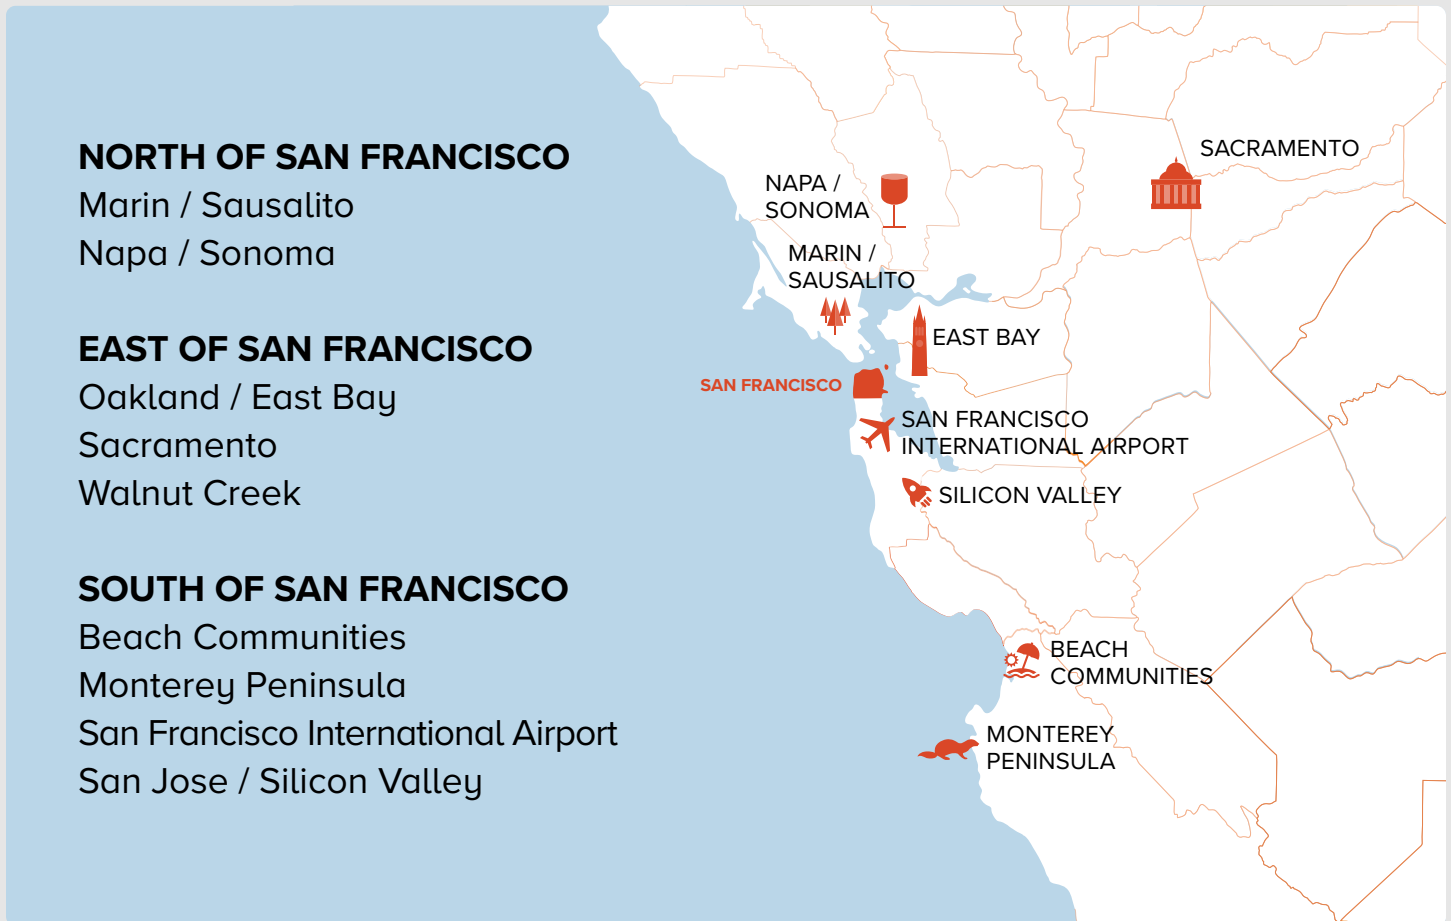 NORTH OF SAN FRANCISCO
Marin / Sausalito
Napa / Sonoma
EAST OF SAN FRANCISCO
Oakland / East Bay
Sacramento
Walnut Creek
SOUTH OF SAN FRANCISCO
Beach Communities
Monterey Peninsula
San Francisco International Airport
San Jose / Silicon Valley
SACRAMENTO
NAPA /
SONOMA
MARIN /
SAUSALITO
EAST BAY
SAN FRANCISCO
SAN FRANCISCO
INTERNATIONAL AIRPORT
SILICON VALLEY
BEACH
COMMUNITIES
MONTEREY
PENINSULA